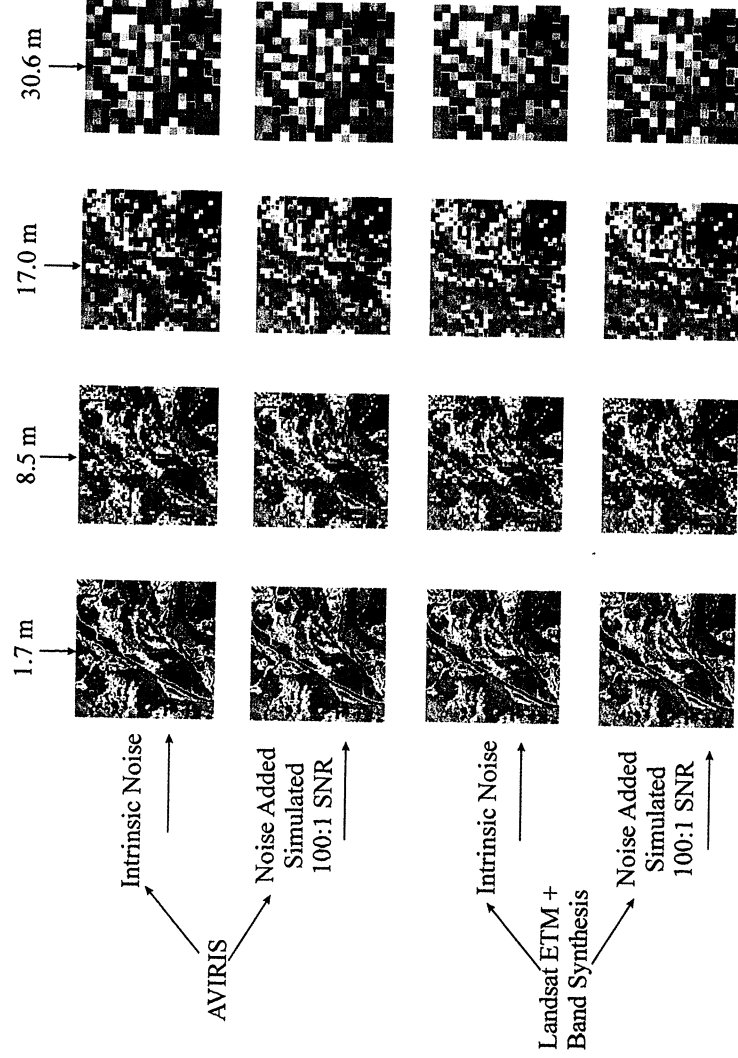 1.7 m
8.5 m
17.0 m
30.6 m
AVIRIS
Intrinsic Noise
Noise Added
Simulated
100:1 SNR
Landsat ETM +
Band Synthesis
Intrinsic Noise
Noise Added
Simulated
100:1 SNR